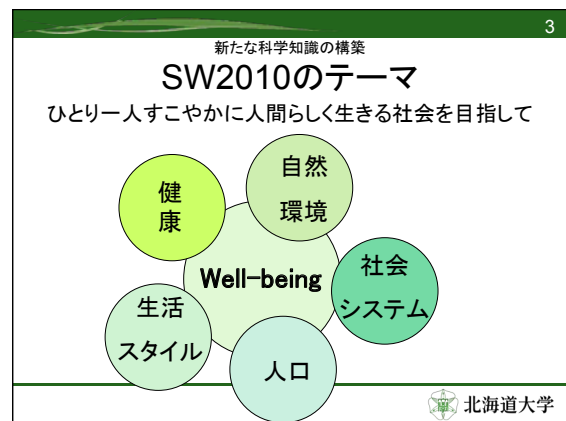 3
新たな科学知識の構築
SW2010のテーマ
ひとり一人すこやかに人間らしく生きる社会を目指して
健
康
自然
環境
Well-being
社会
システム
生活
スタイル
人口
北海道大学